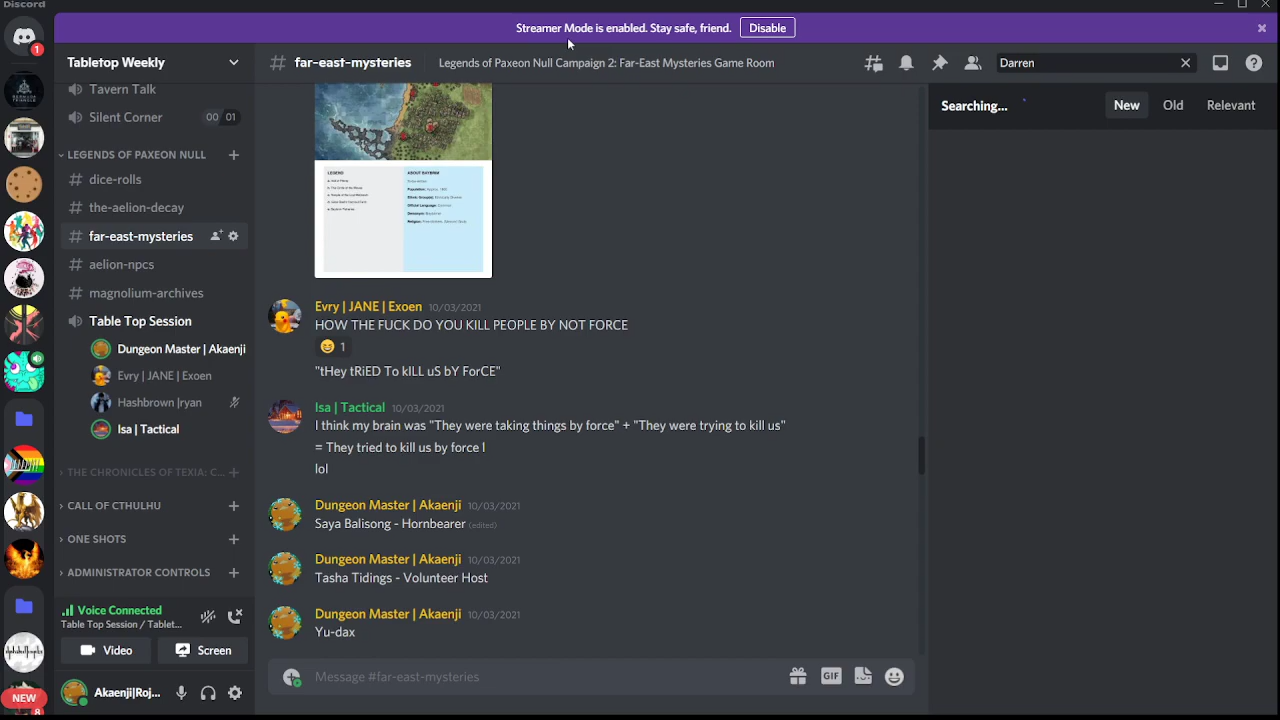 Discord
Streamer Mode is enabled. Stay safe, friend. Disable
1
Tabletop Weekly
far-east-mysteries
Legends of Paxeon Null Campaign 2: Far-East Mysteries Game Room
Darren
Tavern Talk
Silent Corner 00 01
LEGENDS OF PAXEON NULL
dice-rolls
the-aelion-decay
far-east-mysteries
aelion-npcs
magnolium-archives
Table Top Session
Dungeon Master | Akaenji
Evry | JANE | Exoen
Hashbrown |ryan
Isa | Tactical
THE CHRONICLES OF TEXIA: C...
CALL OF CTHULHU
ONE SHOTS
ADMINISTRATOR CONTROLS
Voice Connected
Table Top Session / Tablet...
Video Screen
Akaenji|Roj...
NEW
8
LEGEND
Evry | JANE | Exoen 10/03/2021
HOW THE FUCK DO YOU KILL PEOPLE BY NOT FORCE
1
"tHey tRiED To kILL uS bY ForCE"
Isa | Tactical 10/03/2021
I think my brain was "They were taking things by force" + "They were trying to kill us"
= They tried to kill us by force l
lol
Dungeon Master | Akaenji 10/03/2021
Saya Balisong - Hornbearer (edited)
Dungeon Master | Akaenji 10/03/2021
Tasha Tidings - Volunteer Host
Dungeon Master | Akaenji 10/03/2021
Yu-dax
Message #far-east-mysteries
GIF
Searching...
New Old Relevant